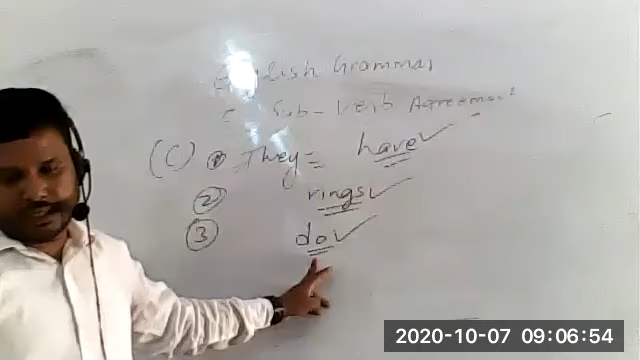 English Grammar
Sub-Verb Agreement
(C) 1 They = have ✓
2 rings ✓
3 do ✓
2020-10-07 09:06:54